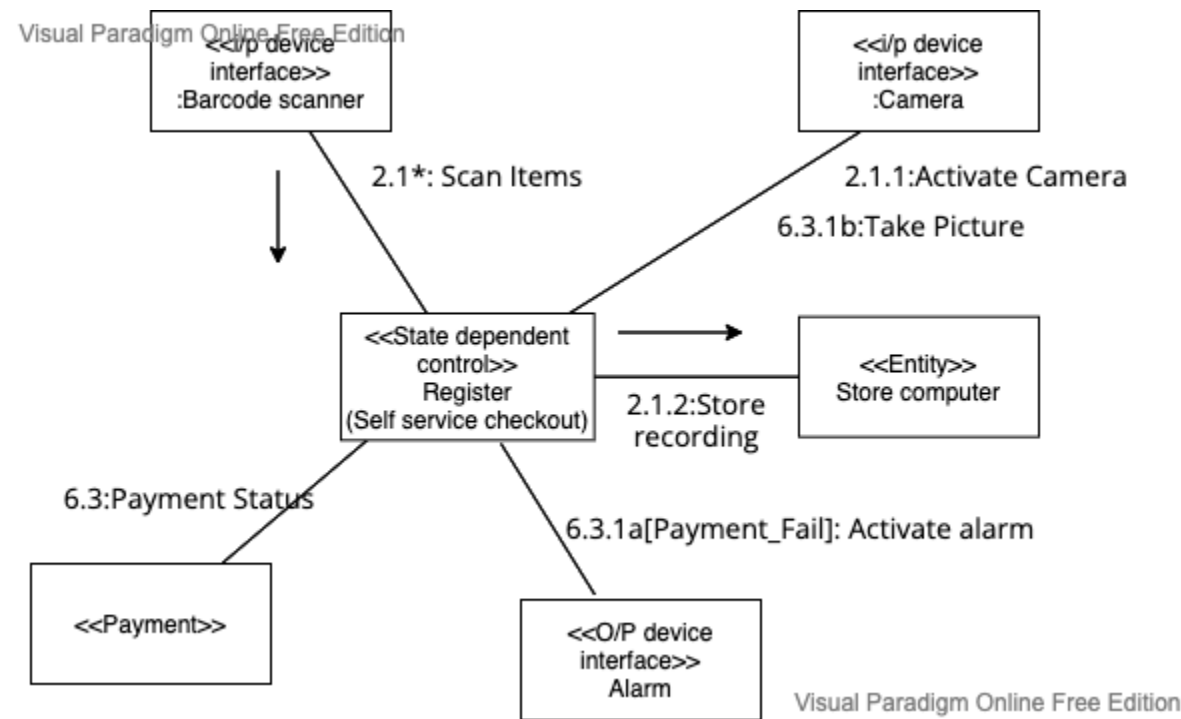 Visual Paradigm Online Free Edition
<<i/p device
interface>>
:Barcode scanner
<<i/p device
interface>>
:Camera
2.1*: Scan Items
2.1.1:Activate Camera
6.3.1b:Take Picture
<<State dependent
control>>
Register
(Self service checkout)
<<Entity>>
Store computer
2.1.2:Store
recording
6.3:Payment Status
6.3.1a[Payment_Fail]: Activate alarm
<<Payment>>
<<O/P device
interface>>
Alarm
Visual Paradigm Online Free Edition